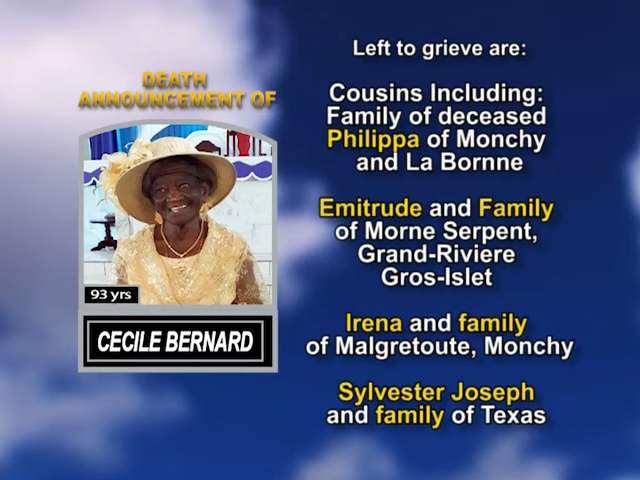 DEATH
ANNOUNCEMENT OF
93 yrs
CECILE BERNARD
Left to grieve are:
Cousins Including:
Family of deceased
Philippa of Monchy
and La Bornne
Emitrude and Family
of Morne Serpent,
Grand-Riviere
Gros-Islet
Irena and family
of Malgretoute, Monchy
Sylvester Joseph
and family of Texas